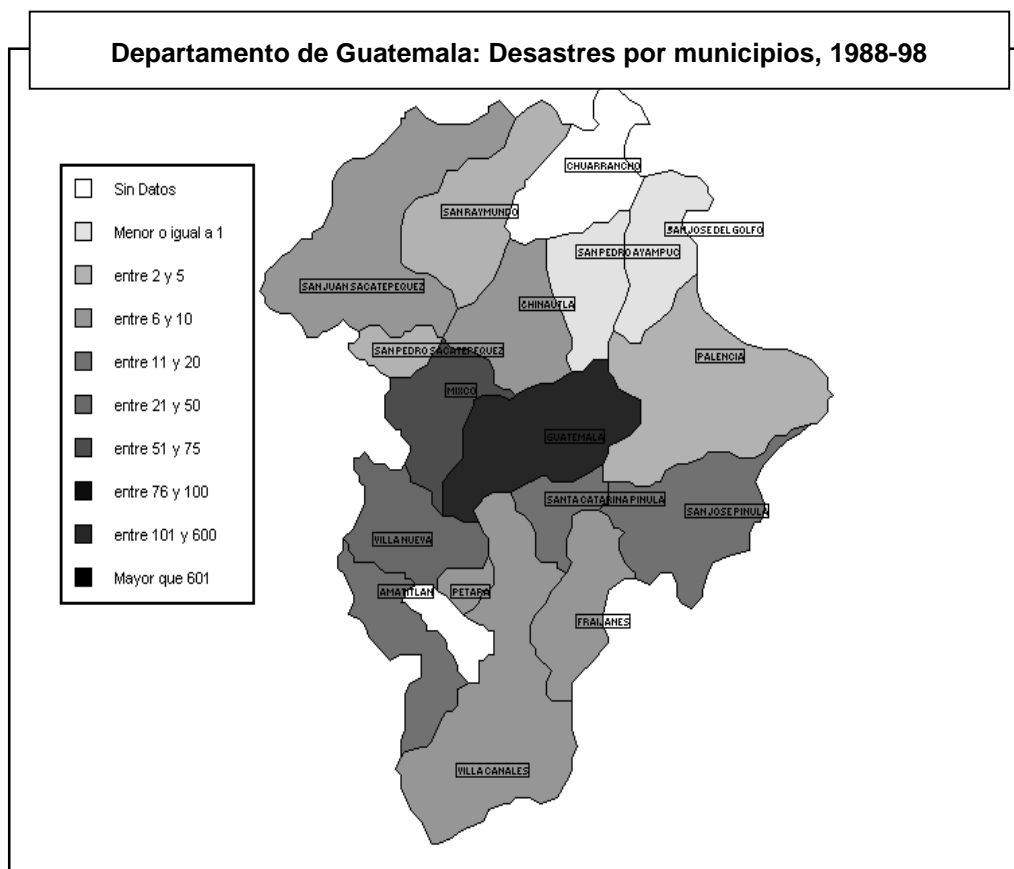 Departamento de Guatemala: Desastres por municipios, 1988-98
Sin Datos
Menor o igual a 1
entre 2 y 5
entre 6 y 10
entre 11 y 20
entre 21 y 50
entre 51 y 75
entre 76 y 100
entre 101 y 600
Mayor que 601
CHUARRANCHO
SAN RAYMUNDO
SAN JOSE DEL GOLFO
SAN PEDRO AYAMPUC
SAN JUAN SACATEPEQUEZ
CHINAUTLA
SAN PEDRO SACATEPEQUEZ
PALENCIA
MIXCO
GUATEMALA
SANTA CATARINA PINULA
SAN JOSE PINULA
VILLA NUEVA
AMATITLAN
PETAPA
FRAIJANES
VILLA CANALES